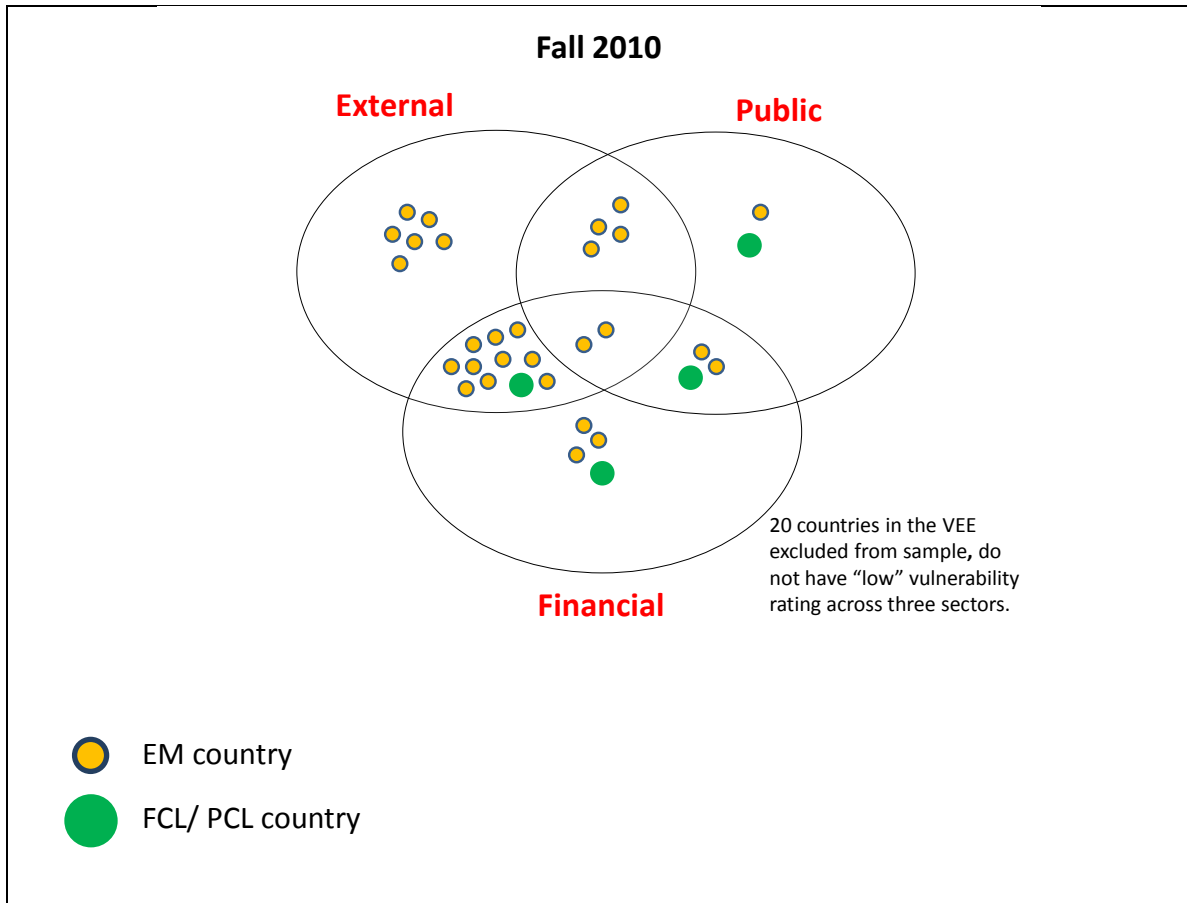 Fall 2010
External
Public
20 countries in the VEE
excluded from sample, do
not have “low” vulnerability
rating across three sectors.
Financial
EM country
FCL/ PCL country